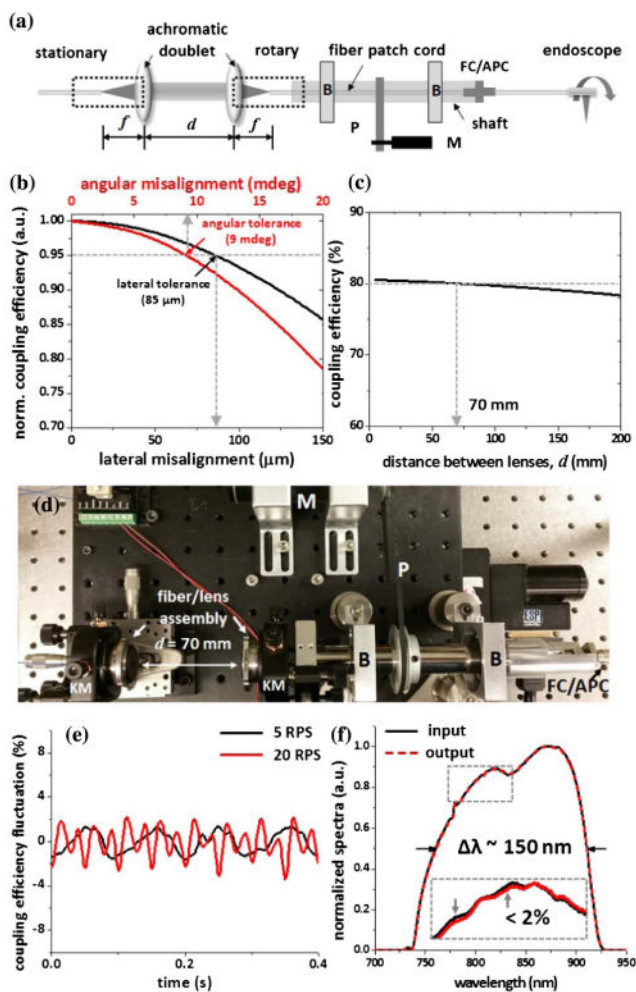 (a)
achromatic
doublet
stationary
rotary
fiber patch cord
FC/APC
endoscope
B
B
P
M
shaft
f
d
f
(b)
angular misalignment (mdeg)
0 5 10 15 20
norm. coupling efficiency (a.u.)
1.00
0.95
0.90
0.85
0.80
0.75
0.70
angular tolerance
(9 mdeg)
lateral tolerance
(85 μm)
0 50 100 150
lateral misalignment (μm)
(c)
coupling efficiency (%)
90
80
70
60
70 mm
0 50 100 150 200
distance between lenses, d (mm)
(d)
M
P
fiber/lens
assembly
d = 70 mm
ESP
KM
KM
B
B
FC/APC
(e)
5 RPS
20 RPS
coupling efficiency fluctuation (%)
8
4
0
-4
-8
0 0.2 0.4
time (s)
(f)
input
output
normalized spectra (a.u.)
1.0
0.8
0.6
0.4
0.2
0
Δλ ~ 150 nm
< 2%
700 750 800 850 900 950
wavelength (nm)